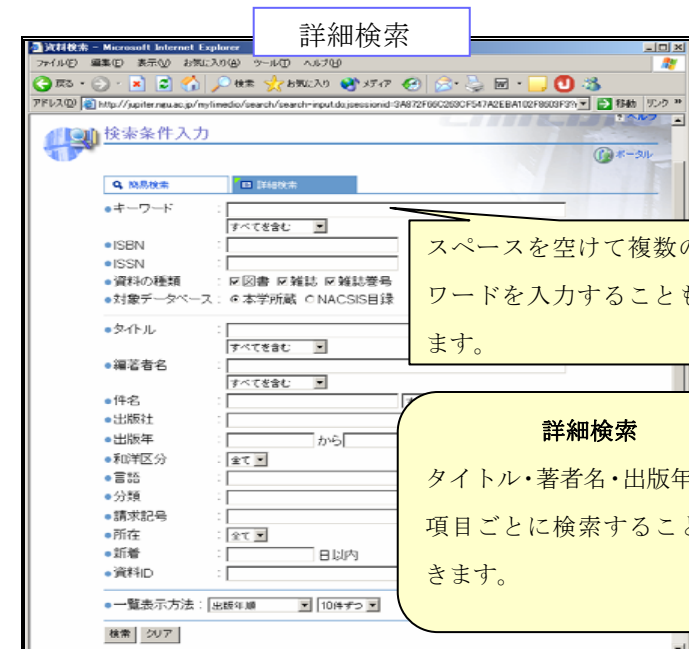 詳細検索
資料検索 - Microsoft Internet Explorer
ファイル(F) 編集(E) 表示(V) お気に入り(A) ツール(T) ヘルプ(H)
戻る 検索 お気に入り メディア
アドレス(D) 移動 リンク »
? ヘルプ
検索条件入力
ポータル
簡易検索 詳細検索
●キーワード :
すべてを含む
スペースを空けて複数の
●ISBN :
●ISSN :
●資料の種類 : 図書 雑誌 雑誌巻号
ワードを入力することも
●対象データベース : 本学所蔵 NACSIS目録
●タイトル :
すべてを含む
ます。
●編著者名 :
すべてを含む
●件名 :
●出版社 :
●出版年 : から
詳細検索
●和洋区分 : 全て
●言語 :
タイトル・著者名・出版年
●分類 :
●請求記号 :
項目ごとに検索すること
●所在 : 全て
●新着 : 日以内
●資料ID :
きます。
●一覧表示方法 : 出版年順 10件ずつ
検索 クリア